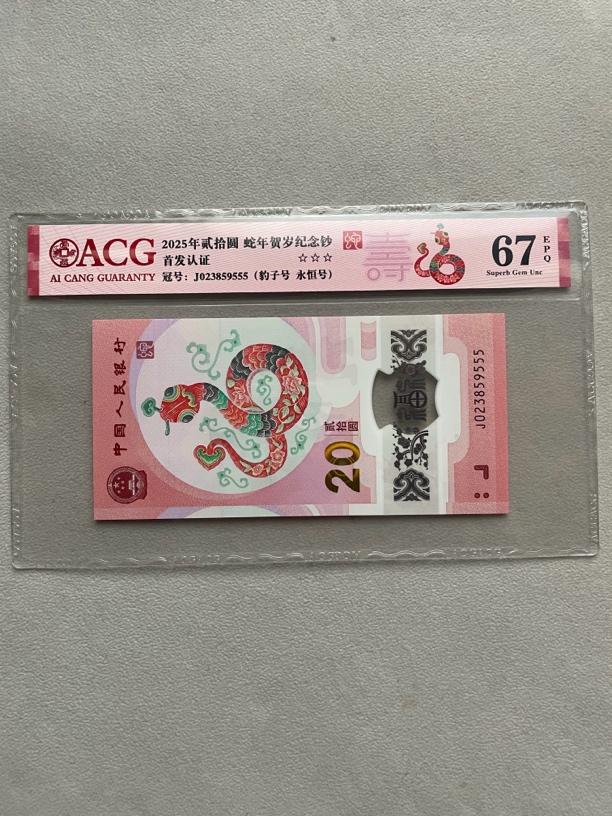 ACG
AI CANG GUARANTY
2025年贰拾圆 蛇年贺岁纪念钞
首发认证 ☆☆☆
冠号：J023859555（豹子号 永恒号）
壽
67 EPQ
Superb Gem Unc
中国人民银行
贰拾圆
20
J023859555